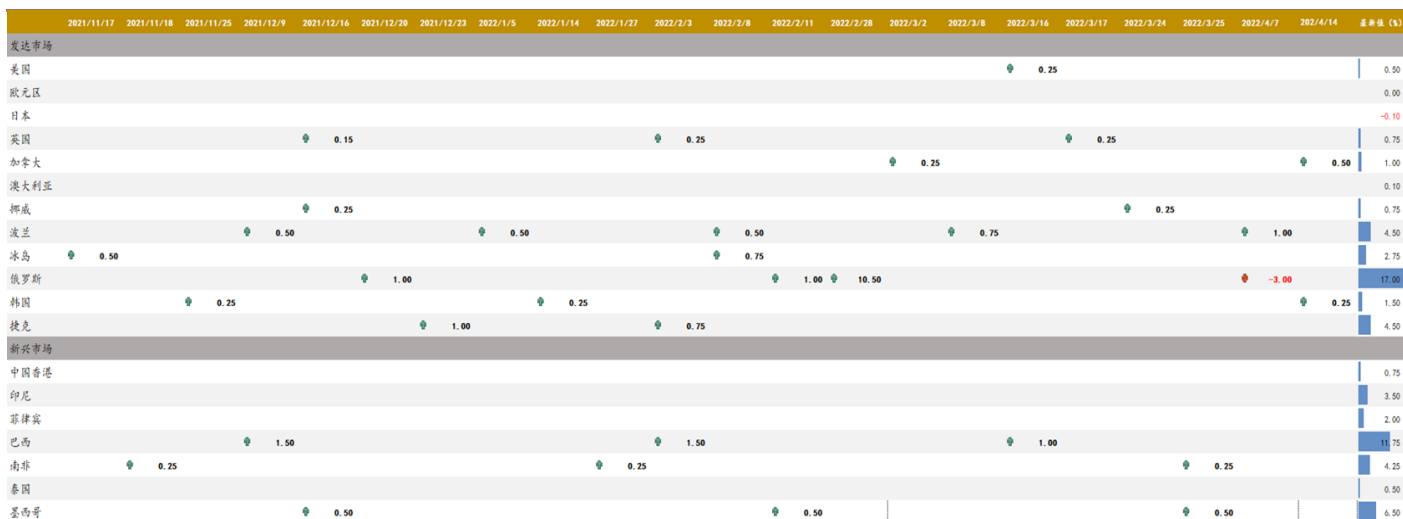 2021/11/17 2021/11/18 2021/11/25 2021/12/9 2021/12/16 2021/12/20 2021/12/23 2022/1/5 2022/1/14 2022/1/27 2022/2/3 2022/2/8 2022/2/11 2022/2/28 2022/3/2 2022/3/8 2022/3/16 2022/3/17 2022/3/24 2022/3/25 2022/4/7 202/4/14 最新值 (%)
发达市场
美国 0.25 0.50
欧元区 0.00
日本 -0.10
英国 0.15 0.25 0.25 0.75
加拿大 0.25 0.50 1.00
澳大利亚 0.10
挪威 0.25 0.25 0.75
波兰 0.50 0.50 0.50 0.75 1.00 4.50
冰岛 0.50 0.75 2.75
俄罗斯 1.00 1.00 10.50 -3.00 17.00
韩国 0.25 0.25 0.25 1.50
捷克 1.00 0.75 4.50
新兴市场
中国香港 0.75
印尼 3.50
菲律宾 2.00
巴西 1.50 1.50 1.00 11.75
南非 0.25 0.25 0.25 4.25
泰国 0.50
墨西哥 0.50 0.50 0.50 6.50